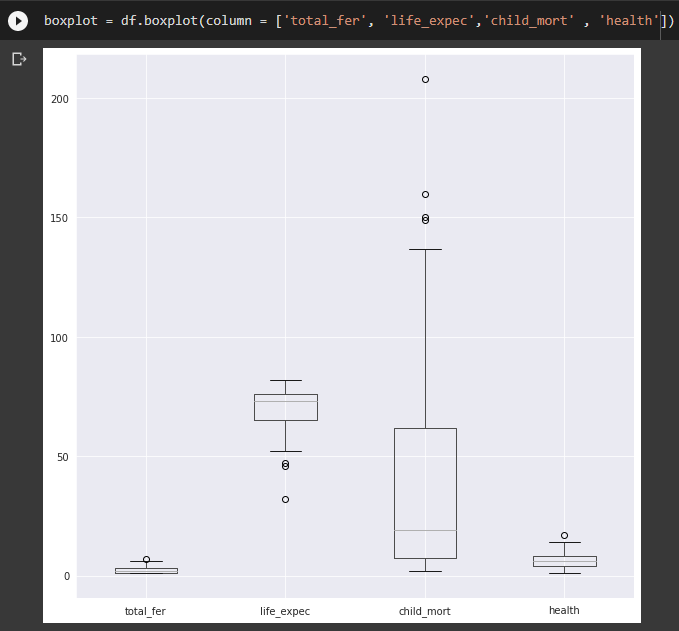 boxplot = df.boxplot(column = ['total_fer', 'life_expec','child_mort' , 'health'])
200
150
100
50
0
total_fer life_expec child_mort health